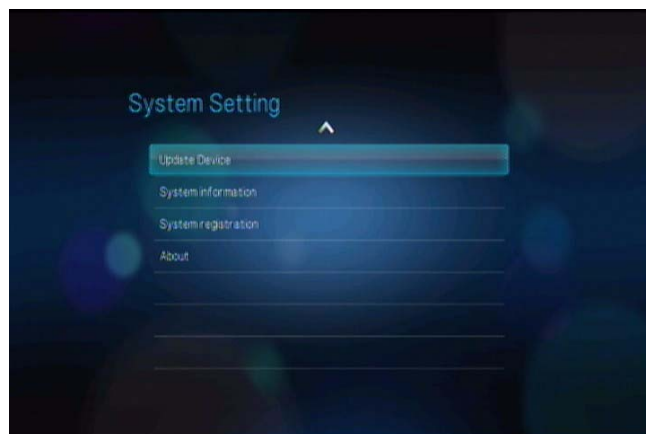 System Setting
Update Device
System information
System registration
About